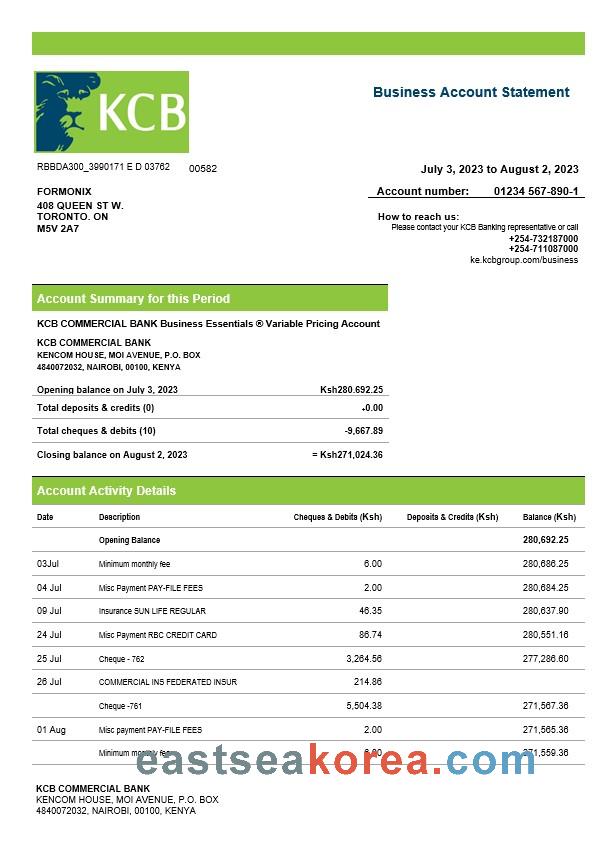 KCB
Business Account Statement
RBBDA300_3990171 E D 03762 00582
July 3, 2023 to August 2, 2023
FORMONIX
408 QUEEN ST W.
TORONTO. ON
M5V 2A7
Account number: 01234 567-890-1
How to reach us:
Please contact your KCB Banking representative or call
+254-732187000
+254-711087000
ke.kcbgroup.com/business
Account Summary for this Period
KCB COMMERCIAL BANK Business Essentials ® Variable Pricing Account
KCB COMMERCIAL BANK
KENCOM HOUSE, MOI AVENUE, P.O. BOX
4840072032, NAIROBI, 00100, KENYA
Opening balance on July 3, 2023 Ksh280.692.25
Total deposits & credits (0) +0.00
Total cheques & debits (10) -9,667.89
Closing balance on August 2, 2023 = Ksh271,024.36
Account Activity Details
Date Description Cheques & Debits (Ksh) Deposits & Credits (Ksh) Balance (Ksh)
Opening Balance 280,692.25
03Jul Minimum monthly fee 6.00 280,686.25
04 Jul Misc Payment PAY-FILE FEES 2.00 280,684.25
09 Jul Insurance SUN LIFE REGULAR 46.35 280,637.90
24 Jul Misc Payment RBC CREDIT CARD 86.74 280,551.16
25 Jul Cheque - 762 3,264.56 277,286.60
26 Jul COMMERCIAL INS FEDERATED INSUR 214.86
Cheque -761 5,504.38 271,567.36
01 Aug Misc payment PAY-FILE FEES 2.00 271,565.36
Minimum monthly fee 6.00 271,559.36
eastseakorea.com
KCB COMMERCIAL BANK
KENCOM HOUSE, MOI AVENUE, P.O. BOX
4840072032, NAIROBI, 00100, KENYA